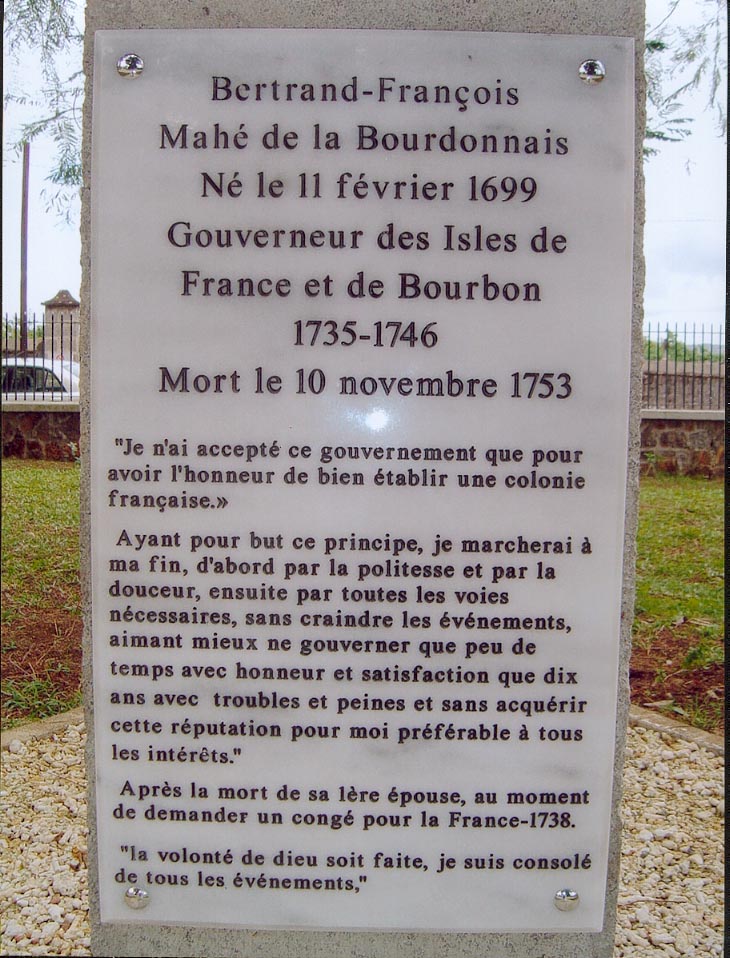 Bertrand-François
Mahé de la Bourdonnais
Né le 11 février 1699
Gouverneur des Isles de
France et de Bourbon
1735-1746
Mort le 10 novembre 1753
"Je n'ai accepté ce gouvernement que pour
avoir l'honneur de bien établir une colonie
française.»
Ayant pour but ce principe, je marcherai à
ma fin, d'abord par la politesse et par la
douceur, ensuite par toutes les voies
nécessaires, sans craindre les événements,
aimant mieux ne gouverner que peu de
temps avec honneur et satisfaction que dix
ans avec troubles et peines et sans acquérir
cette réputation pour moi préférable à tous
les intérêts."
Après la mort de sa 1ère épouse, au moment
de demander un congé pour la France-1738.
"la volonté de dieu soit faite, je suis consolé
de tous les événements,"